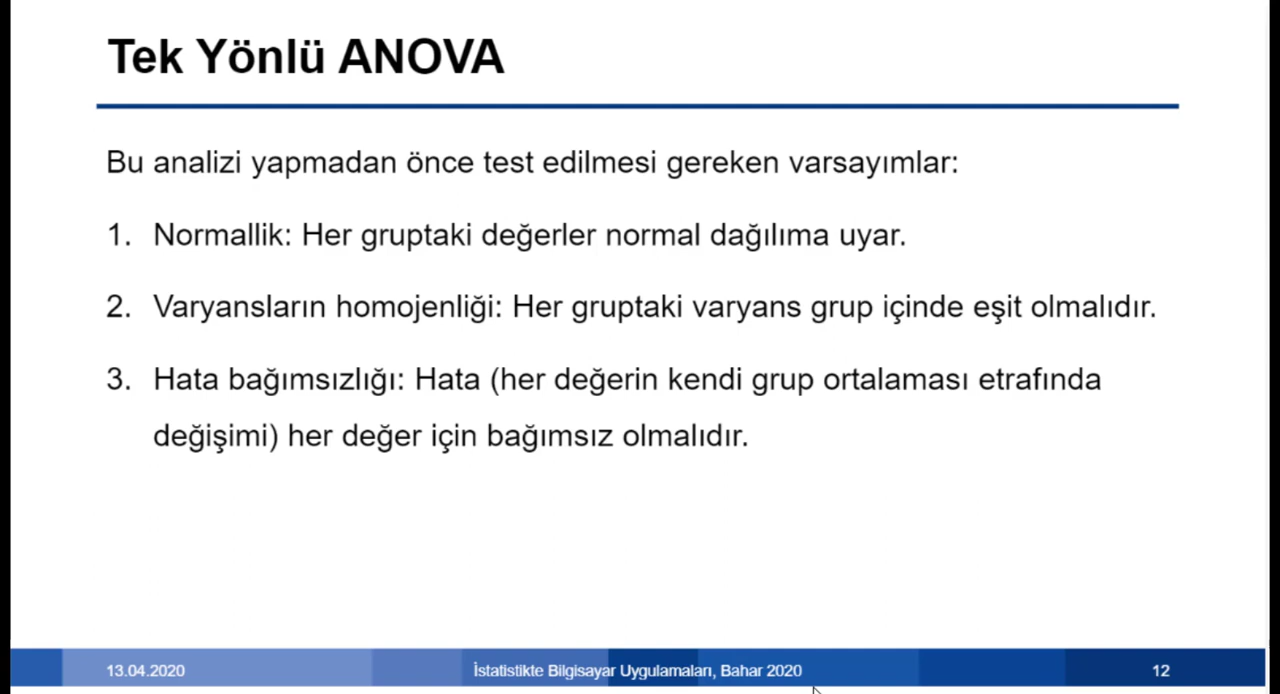 Tek Yönlü ANOVA
Bu analizi yapmadan önce test edilmesi gereken varsayımlar:
1. Normallik: Her gruptaki değerler normal dağılıma uyar.
2. Varyansların homojenliği: Her gruptaki varyans grup içinde eşit olmalıdır.
3. Hata bağımsızlığı: Hata (her değerin kendi grup ortalaması etrafında
değişimi) her değer için bağımsız olmalıdır.
13.04.2020 İstatistikte Bilgisayar Uygulamaları, Bahar 2020 12